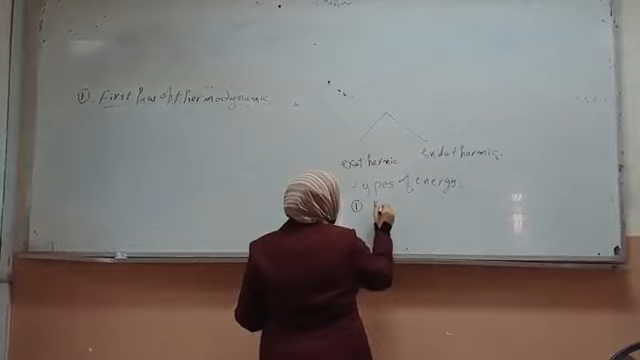 ① First law of thermodynamic
exothermic endothermic
types of energy
①